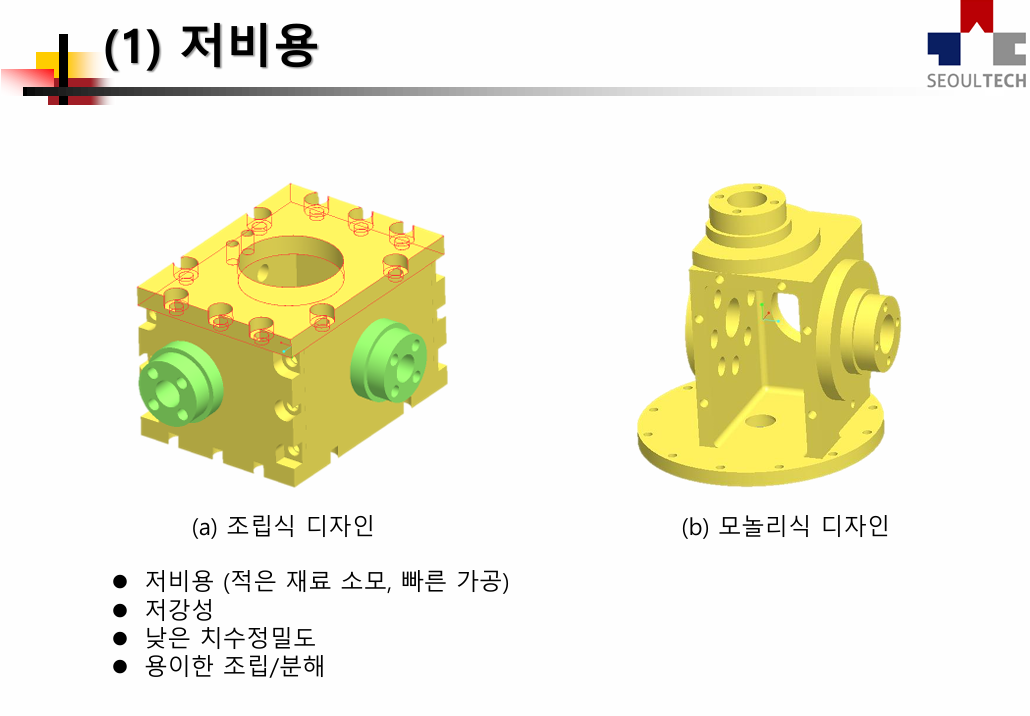 (1) 저비용
SEOULTECH
(a) 조립식 디자인
(b) 모놀리식 디자인
● 저비용 (적은 재료 소모, 빠른 가공)
● 저강성
● 낮은 치수정밀도
● 용이한 조립/분해